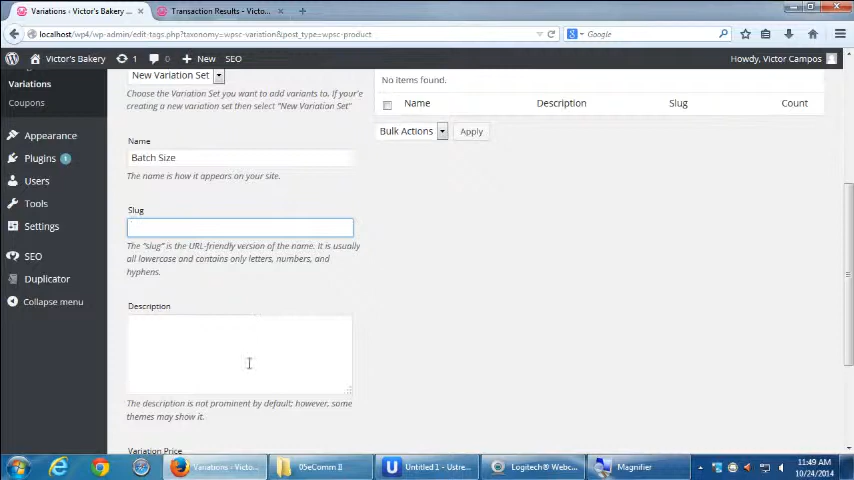 Variations ‹ Victor's Bakery ...
Transaction Results - Victo...
localhost/wp4/wp-admin/edit-tags.php?taxonomy=wpsc-variation&post_type=wpsc-product
Google
Victor's Bakery
1
0
New
SEO
Howdy, Victor Campos
Variations
Coupons
Appearance
Plugins 1
Users
Tools
Settings
SEO
Duplicator
Collapse menu
New Variation Set
Choose the Variation Set you want to add variants to. If your'e
creating a new variation set then select "New Variation Set"
Name
Batch Size
The name is how it appears on your site.
Slug
The “slug” is the URL-friendly version of the name. It is usually
all lowercase and contains only letters, numbers, and
hyphens.
Description
The description is not prominent by default; however, some
themes may show it.
Variation Price
No items found.
Name Description Slug Count
Bulk Actions Apply
Variations ‹ Victo...
05eComm II
Untitled 1 - Ustre...
Logitech® Webc...
Magnifier
11:49 AM
10/24/2014